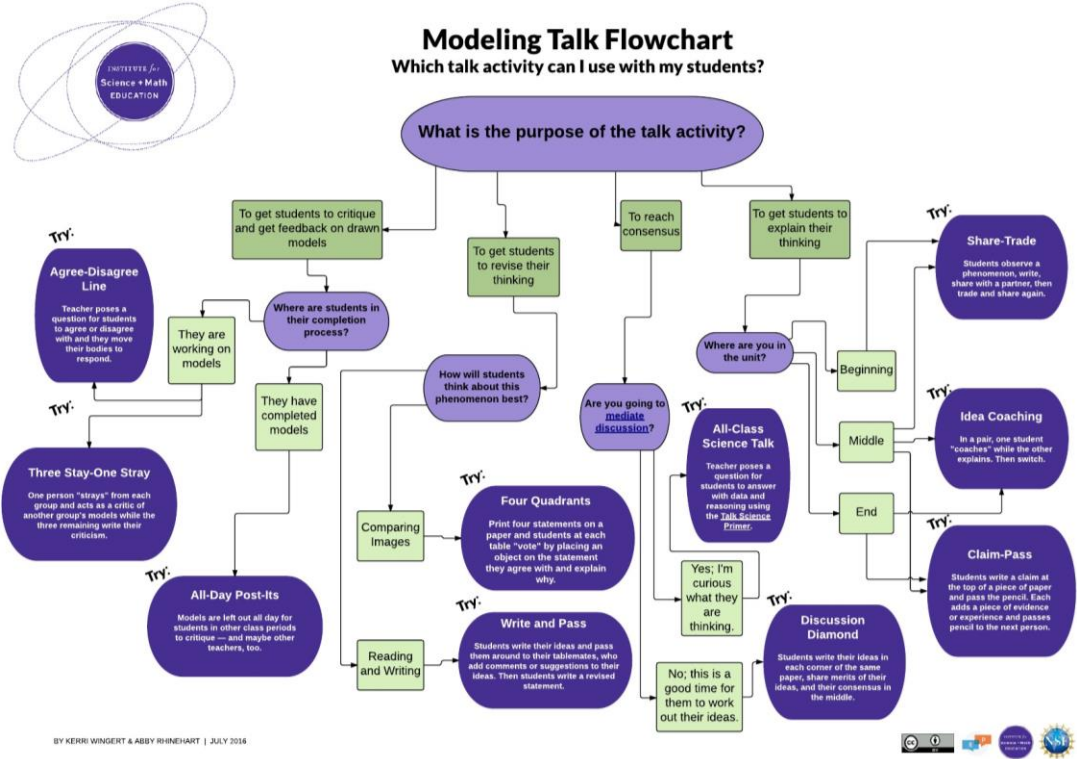 INSTITUTE for
Science + Math
EDUCATION
Modeling Talk Flowchart
Which talk activity can I use with my students?
What is the purpose of the talk activity?
To get students to critique
and get feedback on drawn
models
To get students
to revise their
thinking
To reach
consensus
To get students to
explain their
thinking
Where are students in
their completion
process?
They are
working on
models
They have
completed
models
Try:
Agree-Disagree
Line
Teacher poses a
question for students
to agree or disagree
with and they move
their bodies to
respond.
Try:
Three Stay-One Stray
One person "strays" from each
group and acts as a critic of
another group's models while the
three remaining write their
criticism.
Try:
All-Day Post-Its
Models are left out all day for
students in other class periods
to critique — and maybe other
teachers, too.
How will students
think about this
phenomenon best?
Comparing
Images
Try:
Four Quadrants
Print four statements on a
paper and students at each
table "vote" by placing an
object on the statement
they agree with and explain
why.
Reading
and Writing
Try:
Write and Pass
Students write their ideas and pass
them around to their tablemates, who
add comments or suggestions to their
ideas. Then students write a revised
statement.
Are you going to
mediate
discussion?
Yes; I'm
curious
what they
are
thinking.
Try:
All-Class
Science Talk
Teacher poses a
question for
students to answer
with data and
reasoning using
the Talk Science
Primer.
No; this is a
good time for
them to work
out their ideas.
Try:
Discussion
Diamond
Students write their ideas in
each corner of the same
paper, share merits of their
ideas, and their consensus in
the middle.
Where are you in
the unit?
Beginning
Middle
End
Try:
Share-Trade
Students observe a
phenomenon, write,
share with a partner, then
trade and share again.
Try:
Idea Coaching
In a pair, one student
"coaches" while the other
explains. Then switch.
Try:
Claim-Pass
Students write a claim at
the top of a piece of paper
and pass the pencil. Each
adds a piece of evidence
or experience and passes
pencil to the next person.
BY KERRI WINGERT & ABBY RHINEHART | JULY 2016
cc
BY
Science + Math
EDUCATION
NSF